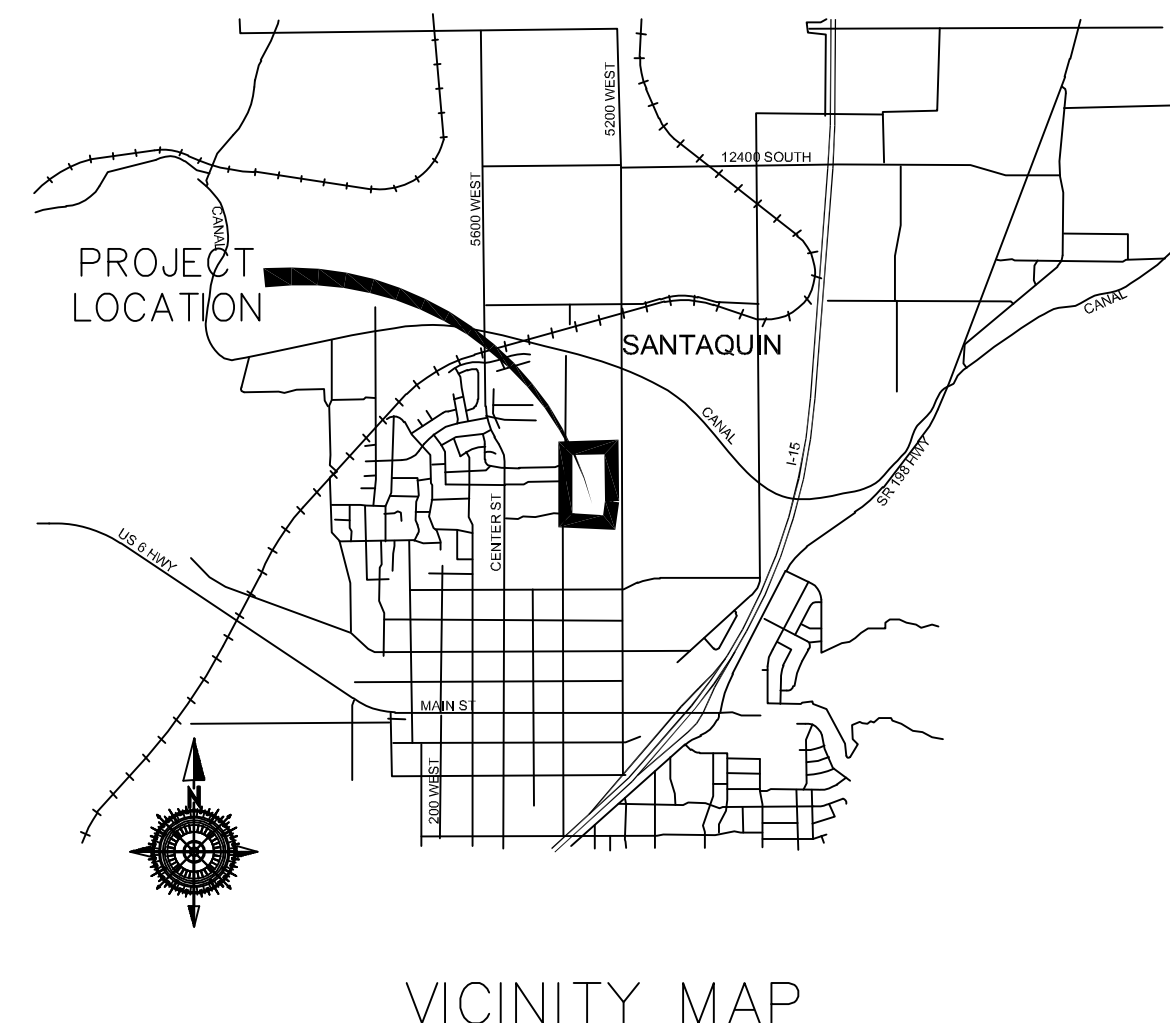 5200 WEST
12400 SOUTH
5600 WEST
CANAL
PROJECT
LOCATION
CANAL
SANTAQUIN
CANAL
I-15
SR 198 HWY
CENTER ST
US 6 HWY
MAIN ST
200 WEST
N
VICINITY MAP